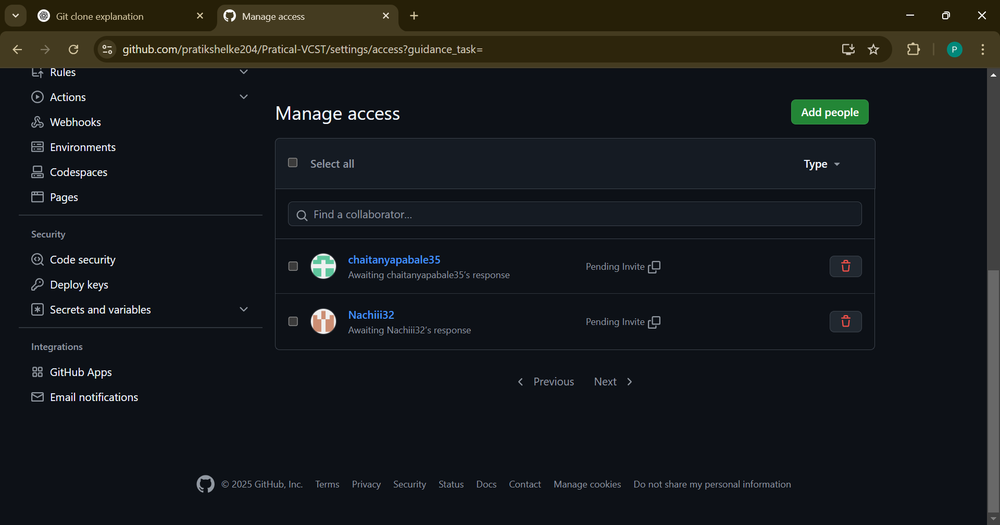 Git clone explanation
Manage access
github.com/pratikshelke204/Pratical-VCST/settings/access?guidance_task=
P
Rules
Actions
Webhooks
Environments
Codespaces
Pages
Security
Code security
Deploy keys
Secrets and variables
Integrations
GitHub Apps
Email notifications
Manage access
Add people
Select all
Type
Find a collaborator...
chaitanyapabale35
Awaiting chaitanyapabale35's response
Pending Invite
Nachiii32
Awaiting Nachiii32's response
Pending Invite
Previous Next
© 2025 GitHub, Inc. Terms Privacy Security Status Docs Contact Manage cookies Do not share my personal information